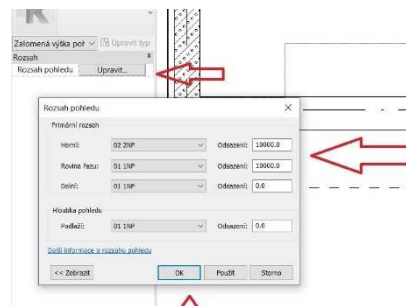 Zalomená výška poh
Upravit typ
Rozsah
Rozsah pohledu
Upravit...
Rozsah pohledu
Primární rozsah
Horní: 02 2NP Odsazení: 10000.0
Rovina řezu: 01 1NP Odsazení: 10000.0
Dolní: 01 1NP Odsazení: 0.0
Hloubka pohledu
Podlaží: 01 1NP Odsazení: 0.0
Další informace o rozsahu pohledu
<< Zobrazit OK Použít Storno